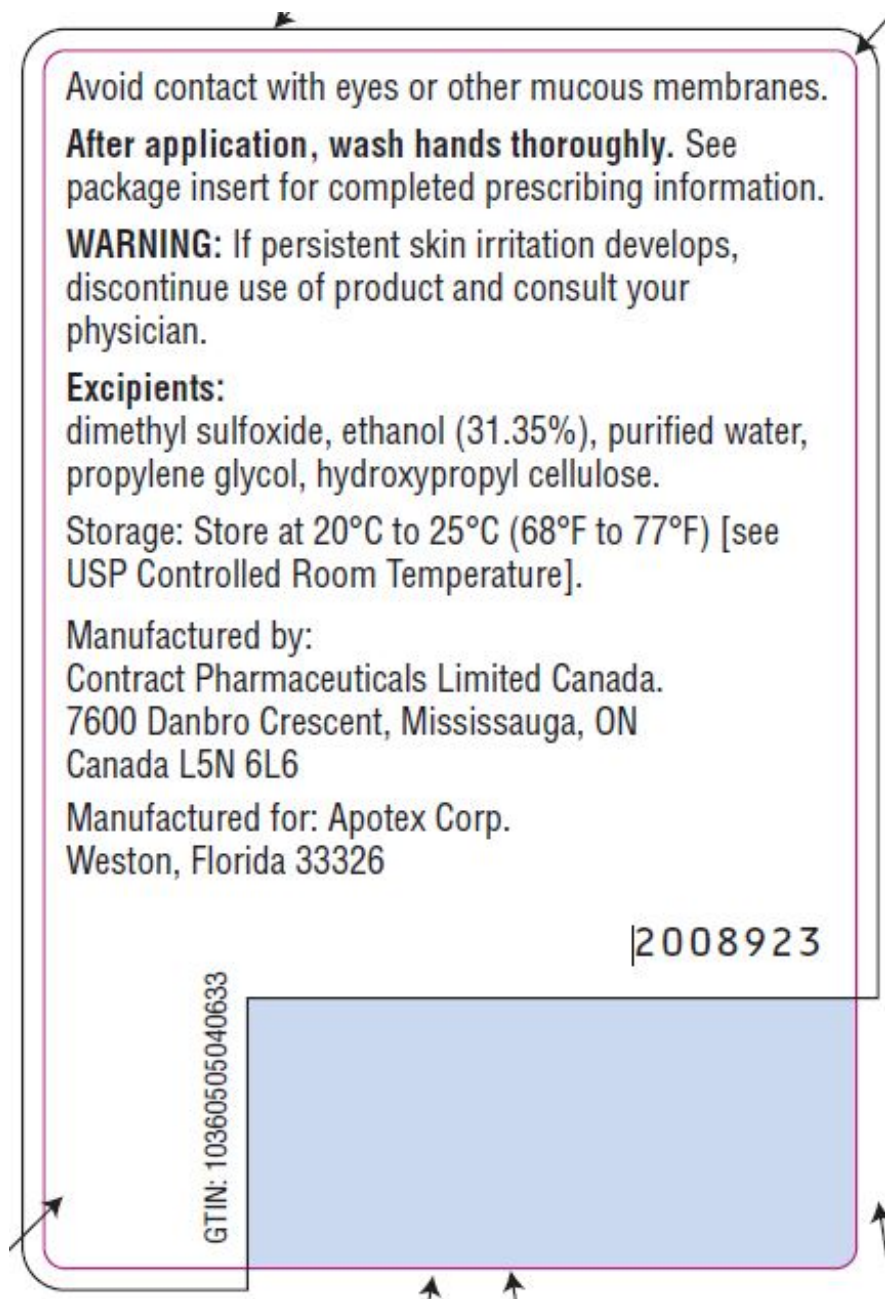 Avoid contact with eyes or other mucous membranes.
After application, wash hands thoroughly. See
package insert for completed prescribing information.
WARNING: If persistent skin irritation develops,
discontinue use of product and consult your
physician.
Excipients:
dimethyl sulfoxide, ethanol (31.35%), purified water,
propylene glycol, hydroxypropyl cellulose.
Storage: Store at 20°C to 25°C (68°F to 77°F) [see
USP Controlled Room Temperature].
Manufactured by:
Contract Pharmaceuticals Limited Canada.
7600 Danbro Crescent, Mississauga, ON
Canada L5N 6L6
Manufactured for: Apotex Corp.
Weston, Florida 33326
2008923
GTIN: 10360505040633